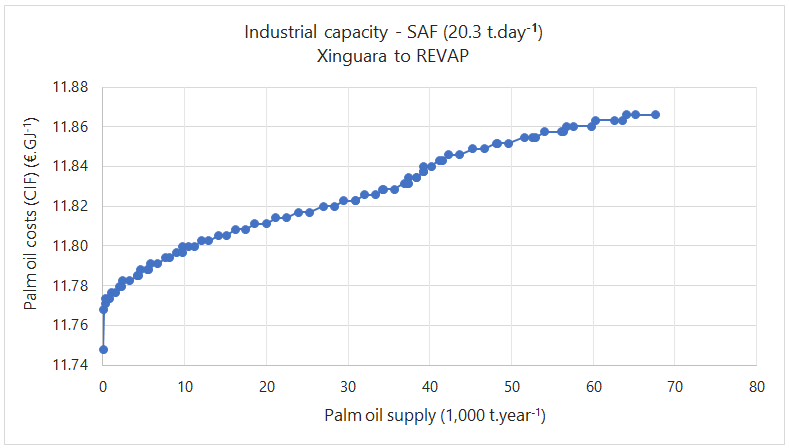 Industrial capacity - SAF (20.3 t.day⁻¹)
Xinguara to REVAP
Palm oil costs (CIF) (€.GJ⁻¹)
11.88
11.86
11.84
11.82
11.80
11.78
11.76
11.74
0 10 20 30 40 50 60 70 80
Palm oil supply (1,000 t.year⁻¹)